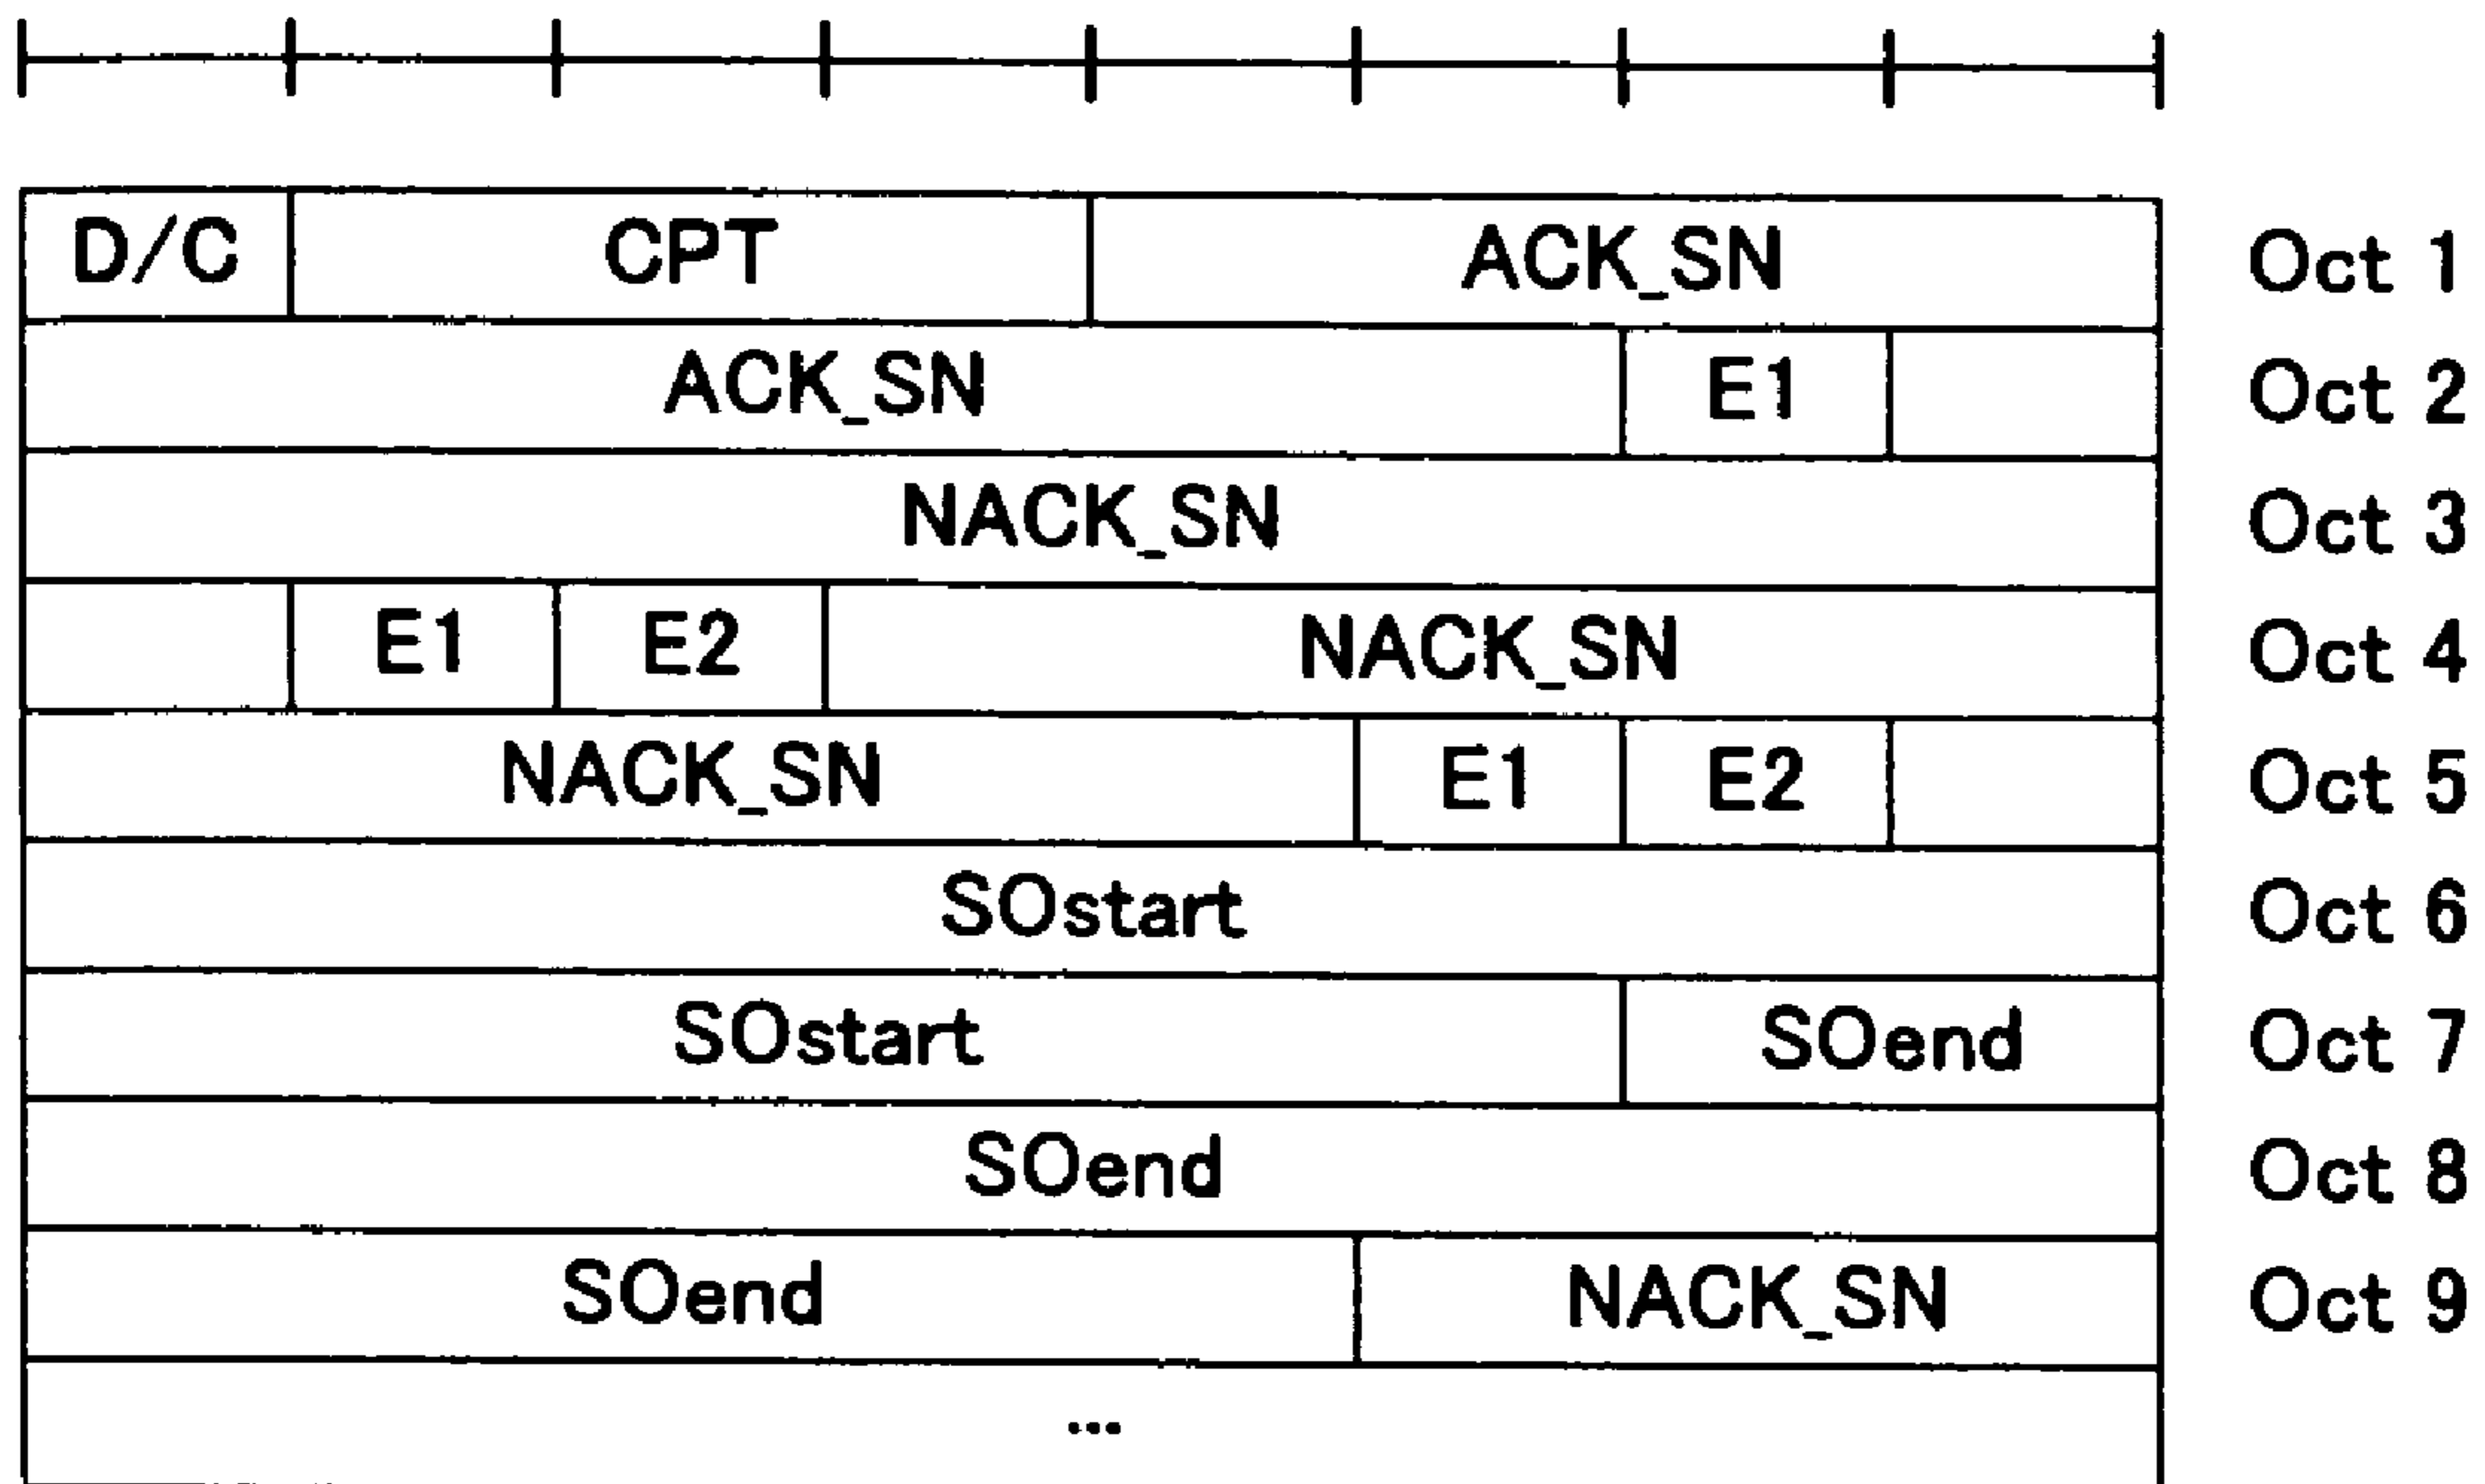 D/C CPT ACK_SN Oct 1
ACK_SN E1 Oct 2
NACK_SN Oct 3
E1 E2 NACK_SN Oct 4
NACK_SN E1 E2 Oct 5
SOstart Oct 6
SOstart SOend Oct 7
SOend Oct 8
SOend NACK_SN Oct 9
...